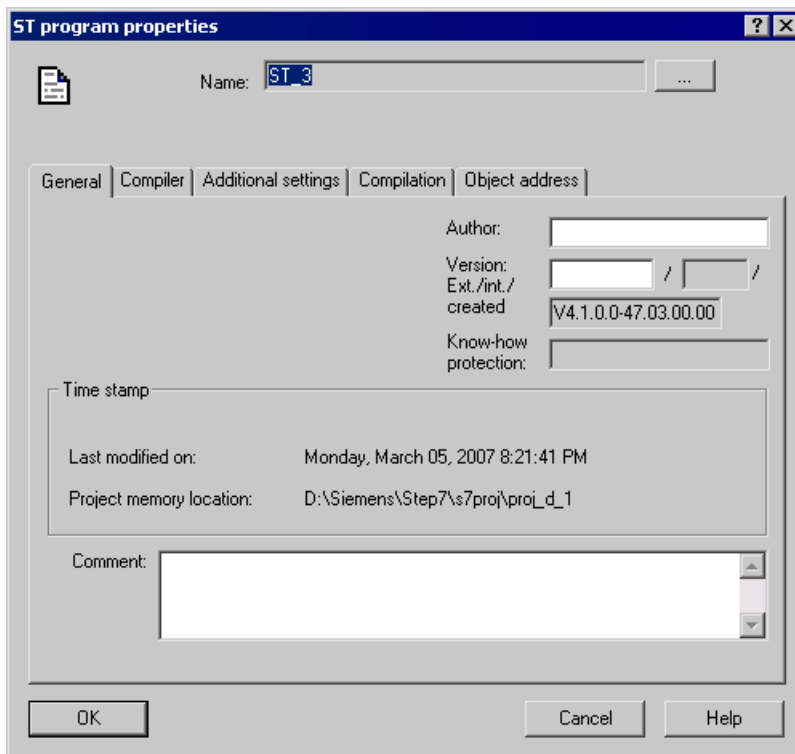 ST program properties
Name: ST_3 ...
General Compiler Additional settings Compilation Object address
Author:
Version: / /
Ext./int./
created V4.1.0.0-47.03.00.00
Know-how
protection:
Time stamp
Last modified on: Monday, March 05, 2007 8:21:41 PM
Project memory location: D:\Siemens\Step7\s7proj\proj_d_1
Comment:
OK Cancel Help